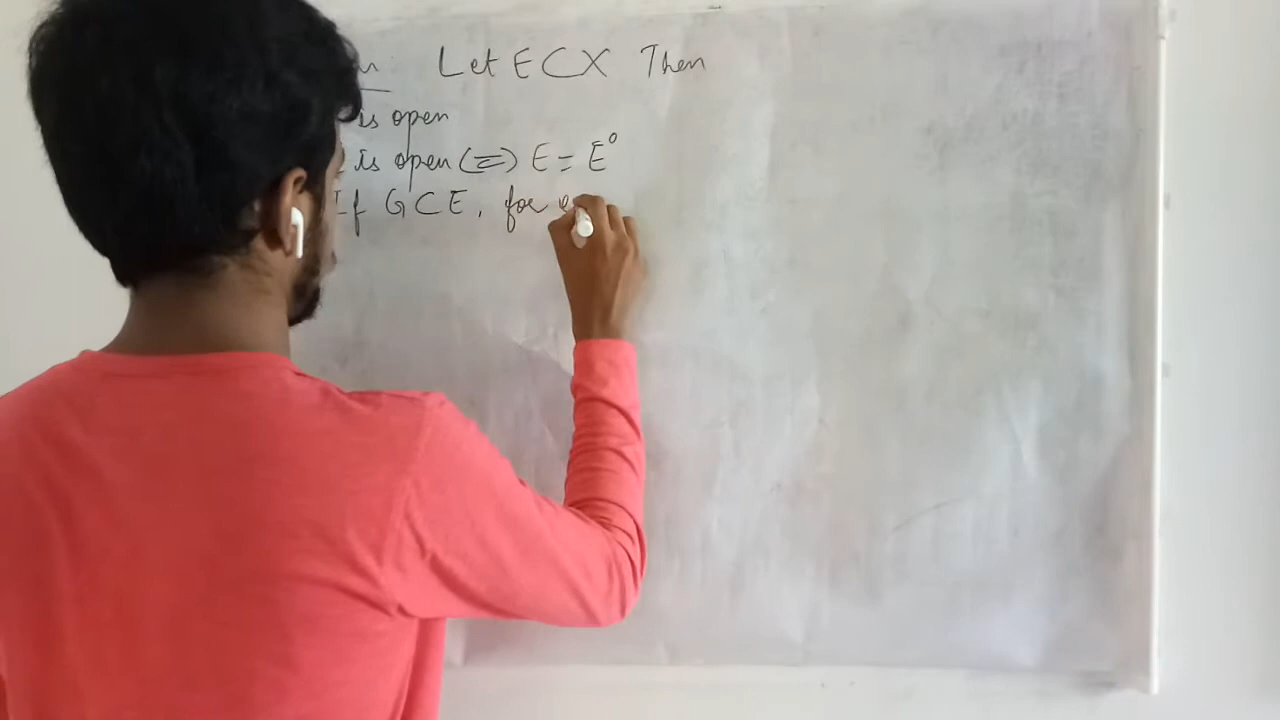 Let E ⊂ X Then
is open
is open (=) E = E°
If G ⊂ E, for